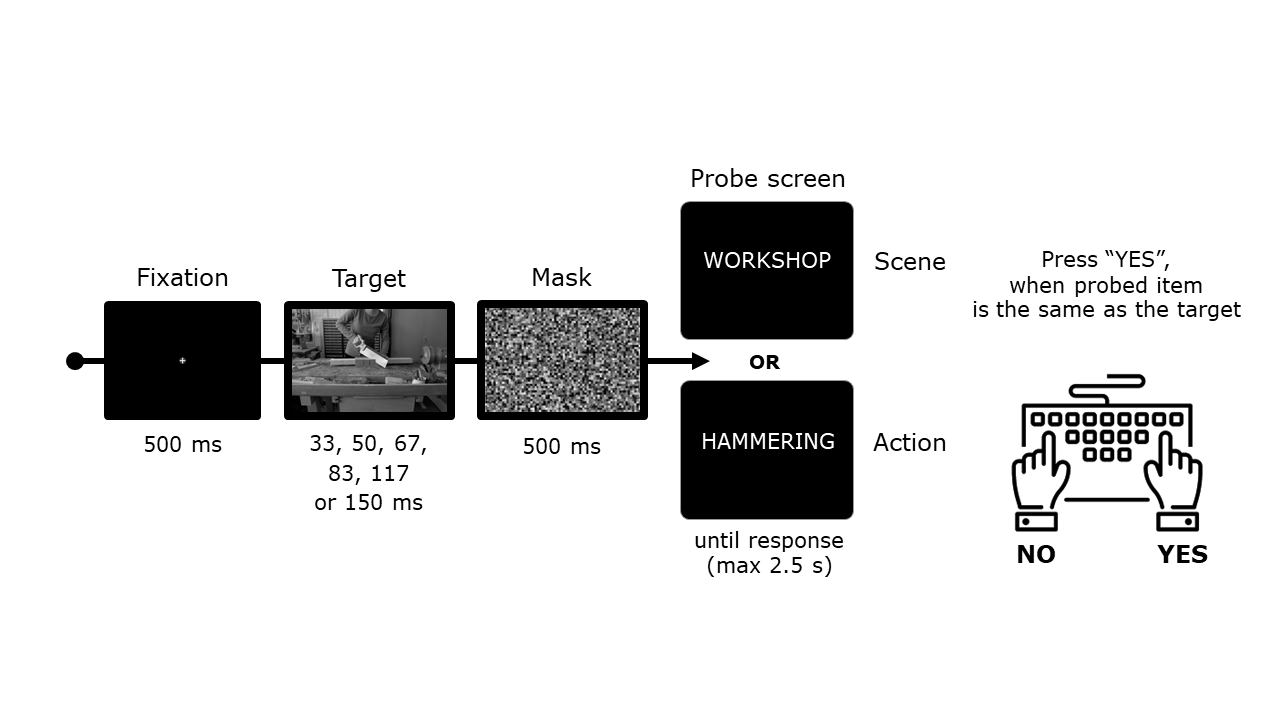 Fixation
500 ms
Target
33, 50, 67,
83, 117
or 150 ms
Mask
500 ms
Probe screen
WORKSHOP
Scene
OR
HAMMERING
Action
until response
(max 2.5 s)
Press “YES”,
when probed item
is the same as the target
NO
YES